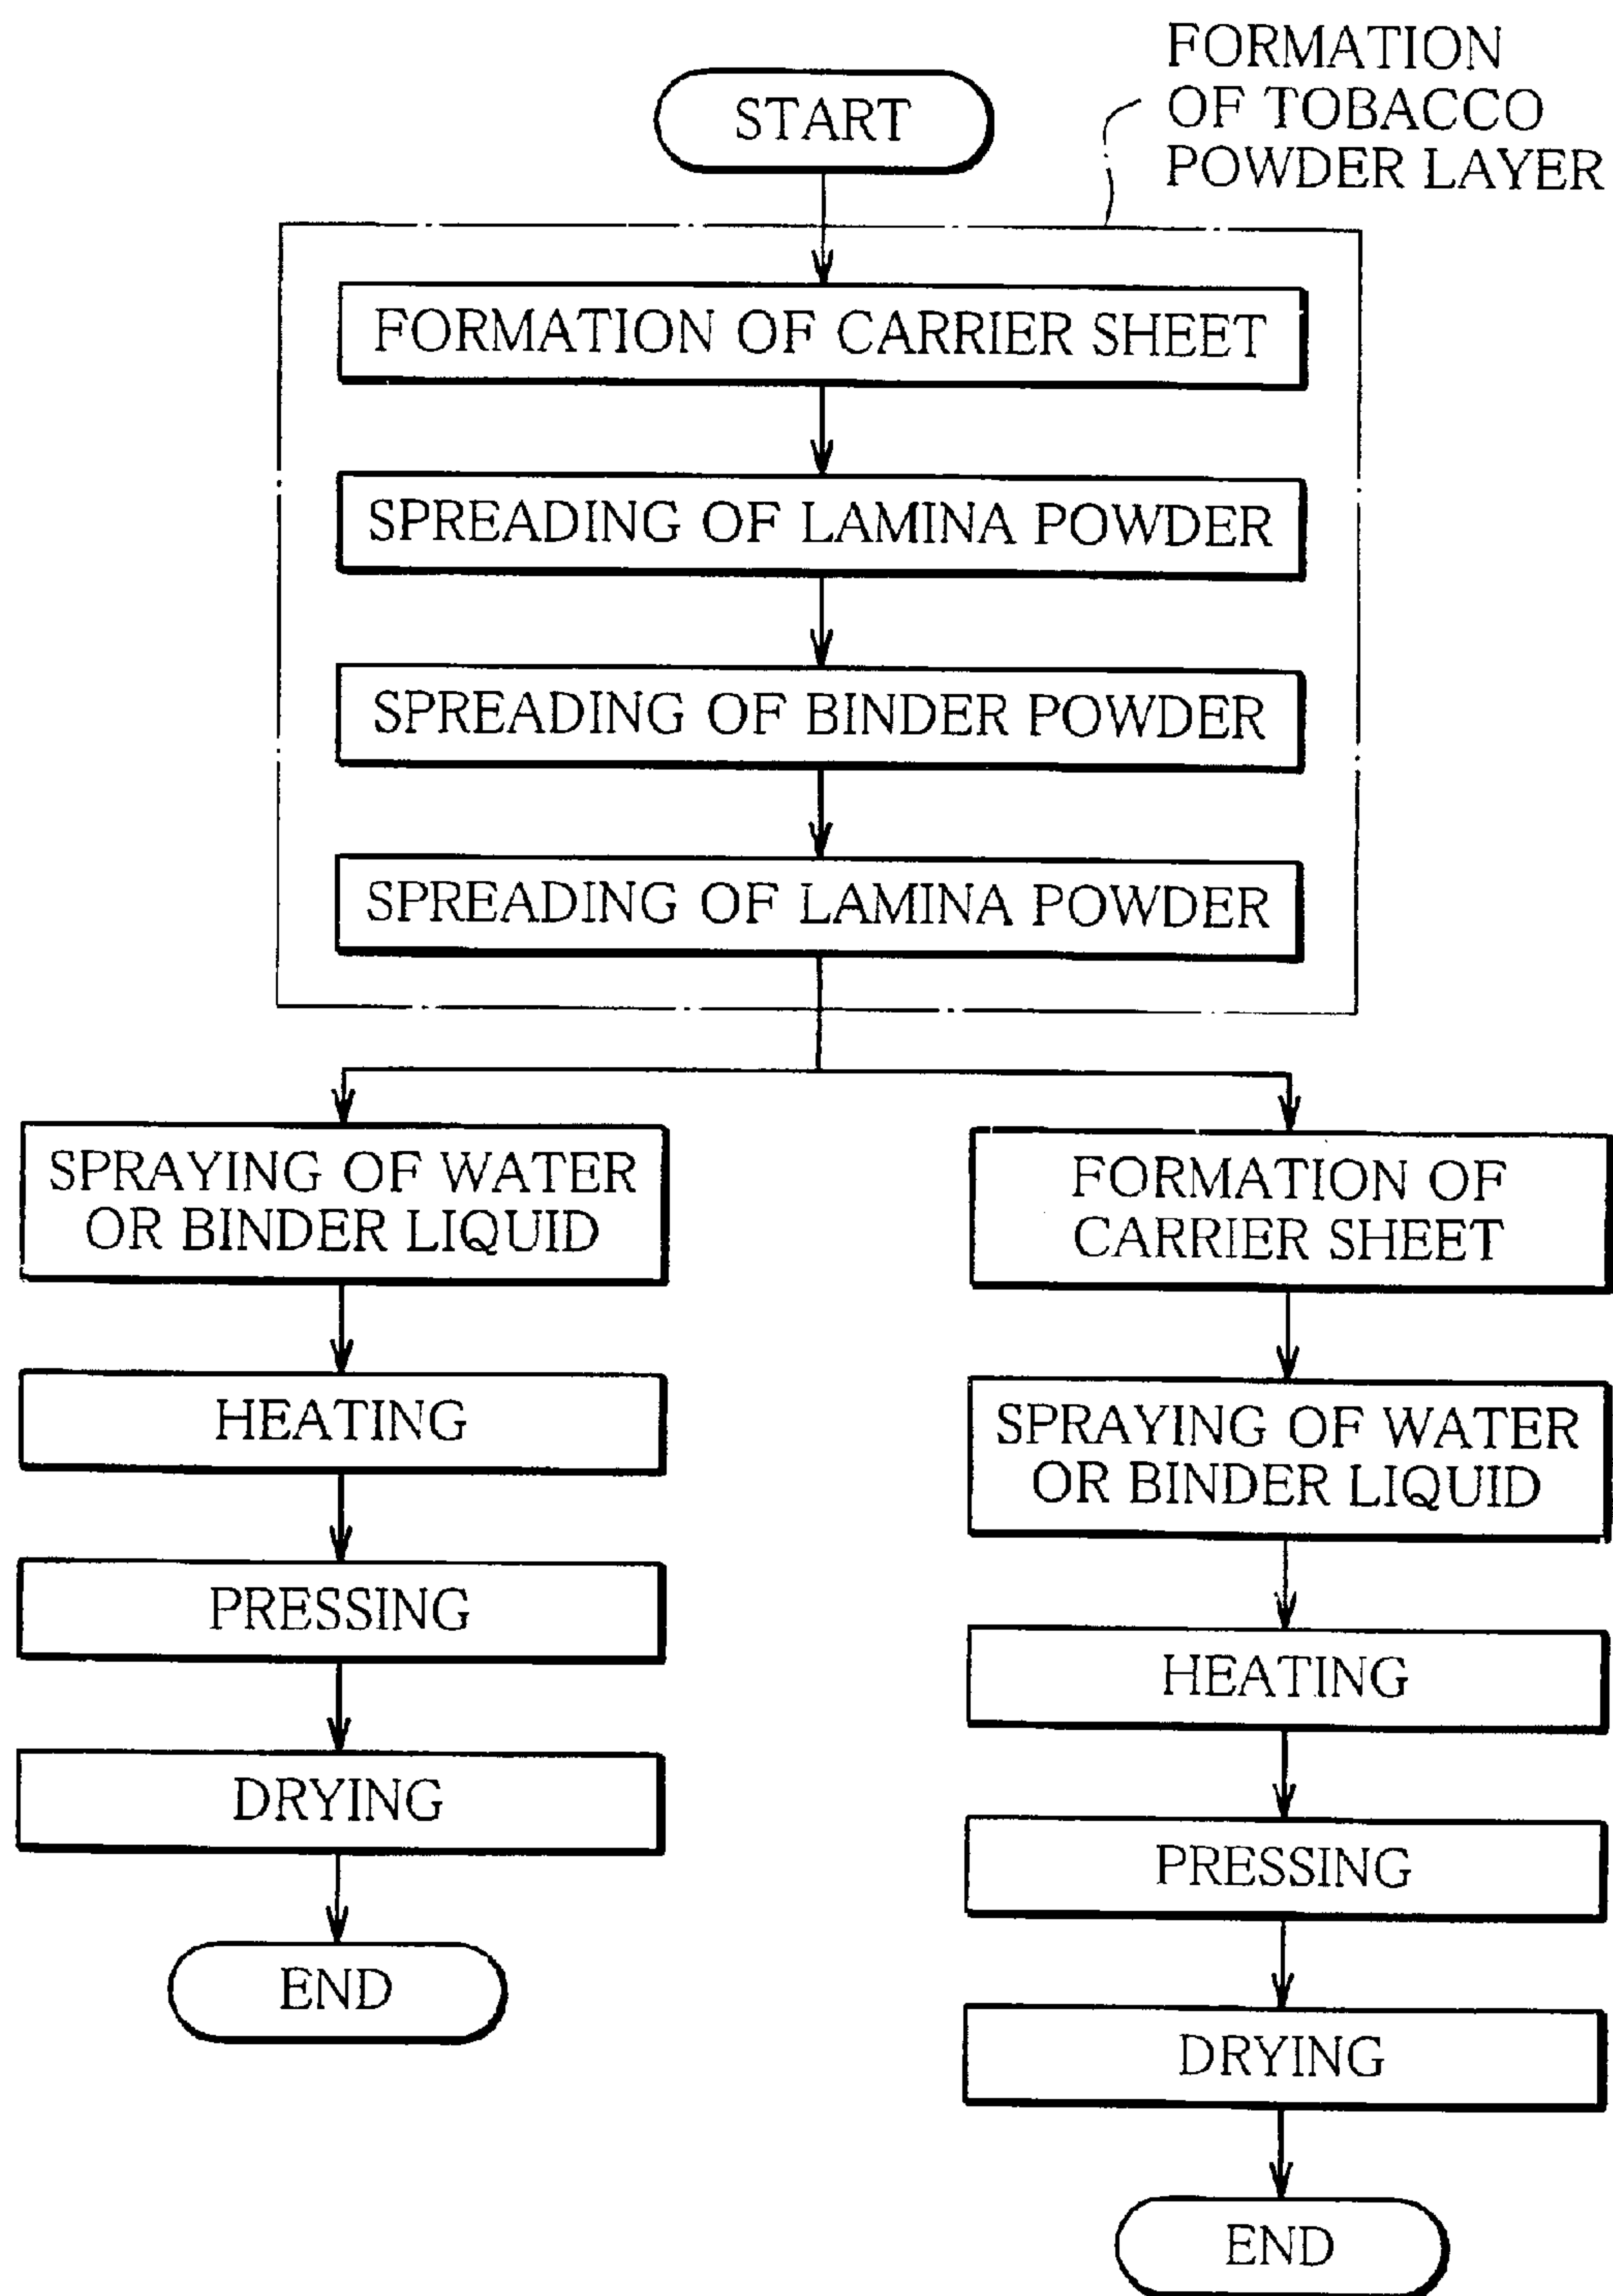 FORMATION
OF TOBACCO
POWDER LAYER
START
FORMATION OF CARRIER SHEET
SPREADING OF LAMINA POWDER
SPREADING OF BINDER POWDER
SPREADING OF LAMINA POWDER
SPRAYING OF WATER
OR BINDER LIQUID
HEATING
PRESSING
DRYING
END
FORMATION OF
CARRIER SHEET
SPRAYING OF WATER
OR BINDER LIQUID
HEATING
PRESSING
DRYING
END